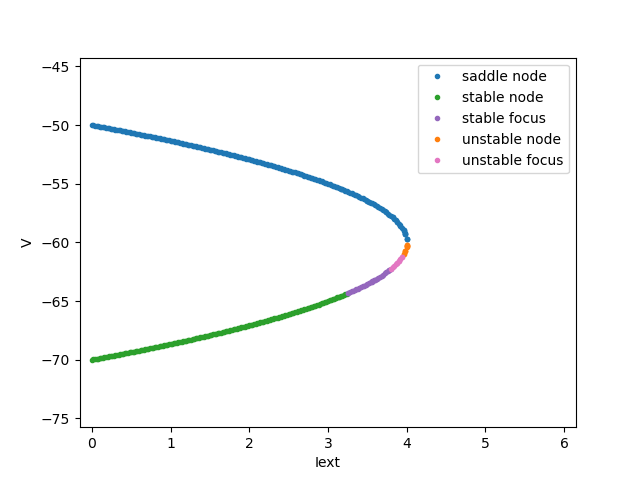 −45
−50
−55
−60
−65
−70
−75
V
0
1
2
3
4
5
6
Iext
saddle node
stable node
stable focus
unstable node
unstable focus